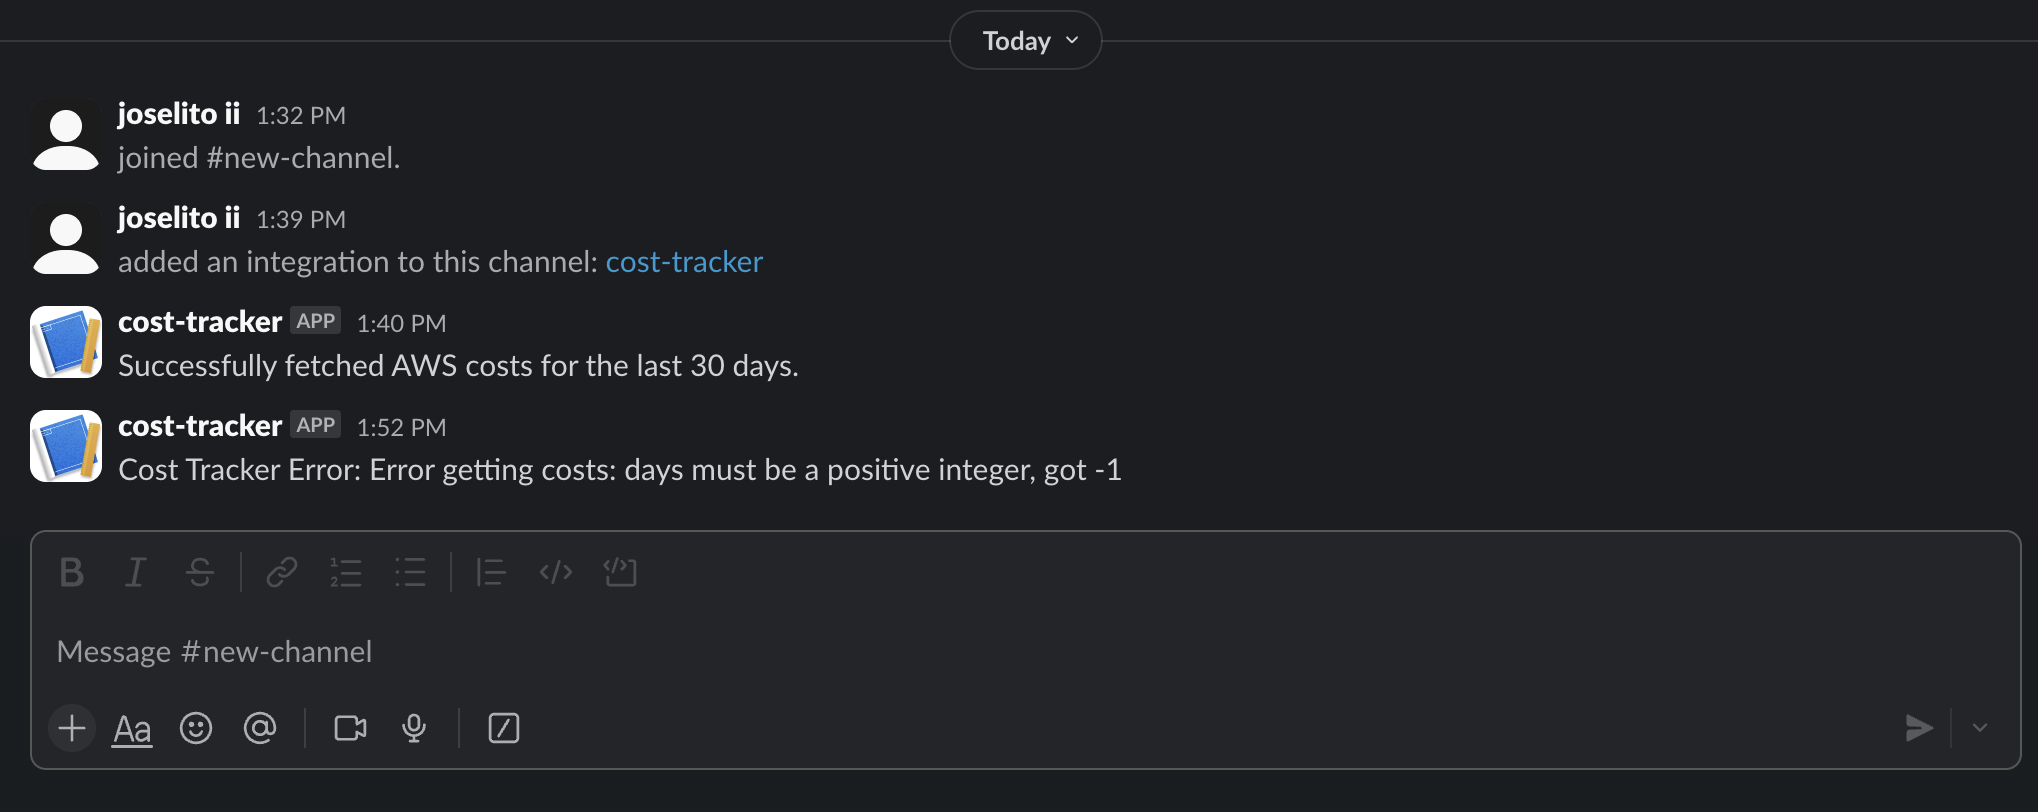 Today
joselito ii 1:32 PM
joined #new-channel.
joselito ii 1:39 PM
added an integration to this channel: cost-tracker
cost-tracker APP 1:40 PM
Successfully fetched AWS costs for the last 30 days.
cost-tracker APP 1:52 PM
Cost Tracker Error: Error getting costs: days must be a positive integer, got -1
Message #new-channel
Aa